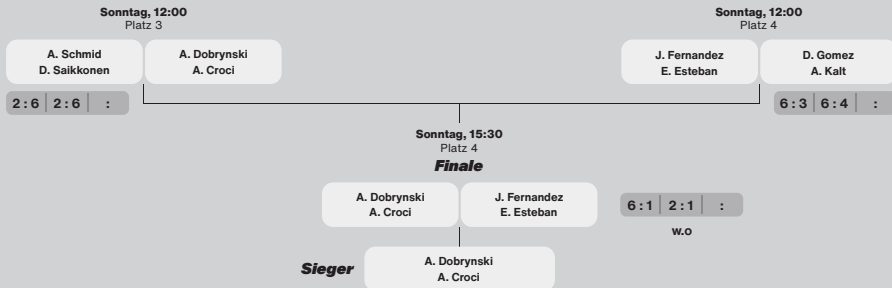 Sonntag, 12:00
Platz 3
A. Schmid
D. Saikkonen
A. Dobrynski
A. Croci
2:6 2:6 :
Sonntag, 12:00
Platz 4
J. Fernandez
E. Esteban
D. Gomez
A. Kalt
6:3 6:4 :
Sonntag, 15:30
Platz 4
Finale
A. Dobrynski
A. Croci
J. Fernandez
E. Esteban
6:1 2:1 :
w.o
Sieger
A. Dobrynski
A. Croci